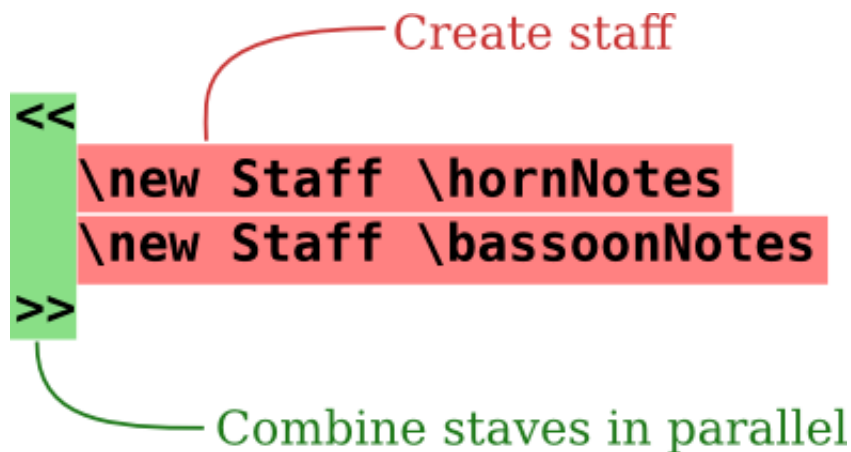 Create staff
<<
\new Staff \hornNotes
\new Staff \bassoonNotes
>>
Combine staves in parallel